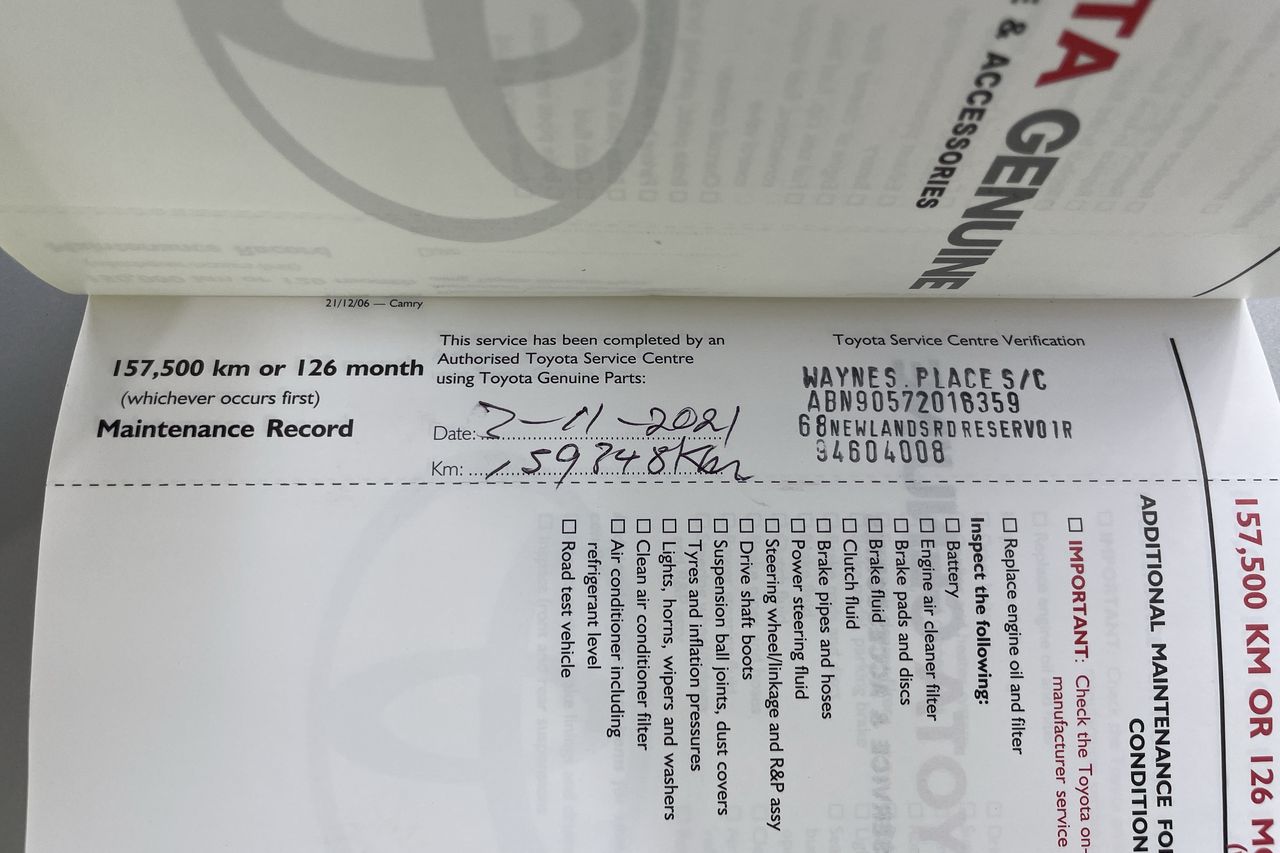 TA GENUINE
E & ACCESSORIES
21/12/06 — Camry
157,500 km or 126 month
(whichever occurs first)
Maintenance Record
This service has been completed by an
Authorised Toyota Service Centre
using Toyota Genuine Parts:
Date: 2-11-2021
Km: 159848Km
Toyota Service Centre Verification
WAYNES.PLACE S/C
ABN90572016359
68NEWLANDSRDRESERVOIR
94604008
157,500 KM OR 126 MO
ADDITIONAL MAINTENANCE FO
CONDITION
IMPORTANT: Check the Toyota on-
manufacturer service
Replace engine oil and filter
Inspect the following:
Battery
Engine air cleaner filter
Brake pads and discs
Brake fluid
Clutch fluid
Brake pipes and hoses
Power steering fluid
Steering wheel/linkage and R&P assy
Drive shaft boots
Suspension ball joints, dust covers
Tyres and inflation pressures
Lights, horns, wipers and washers
Clean air conditioner filter
Air conditioner including
refrigerant level
Road test vehicle